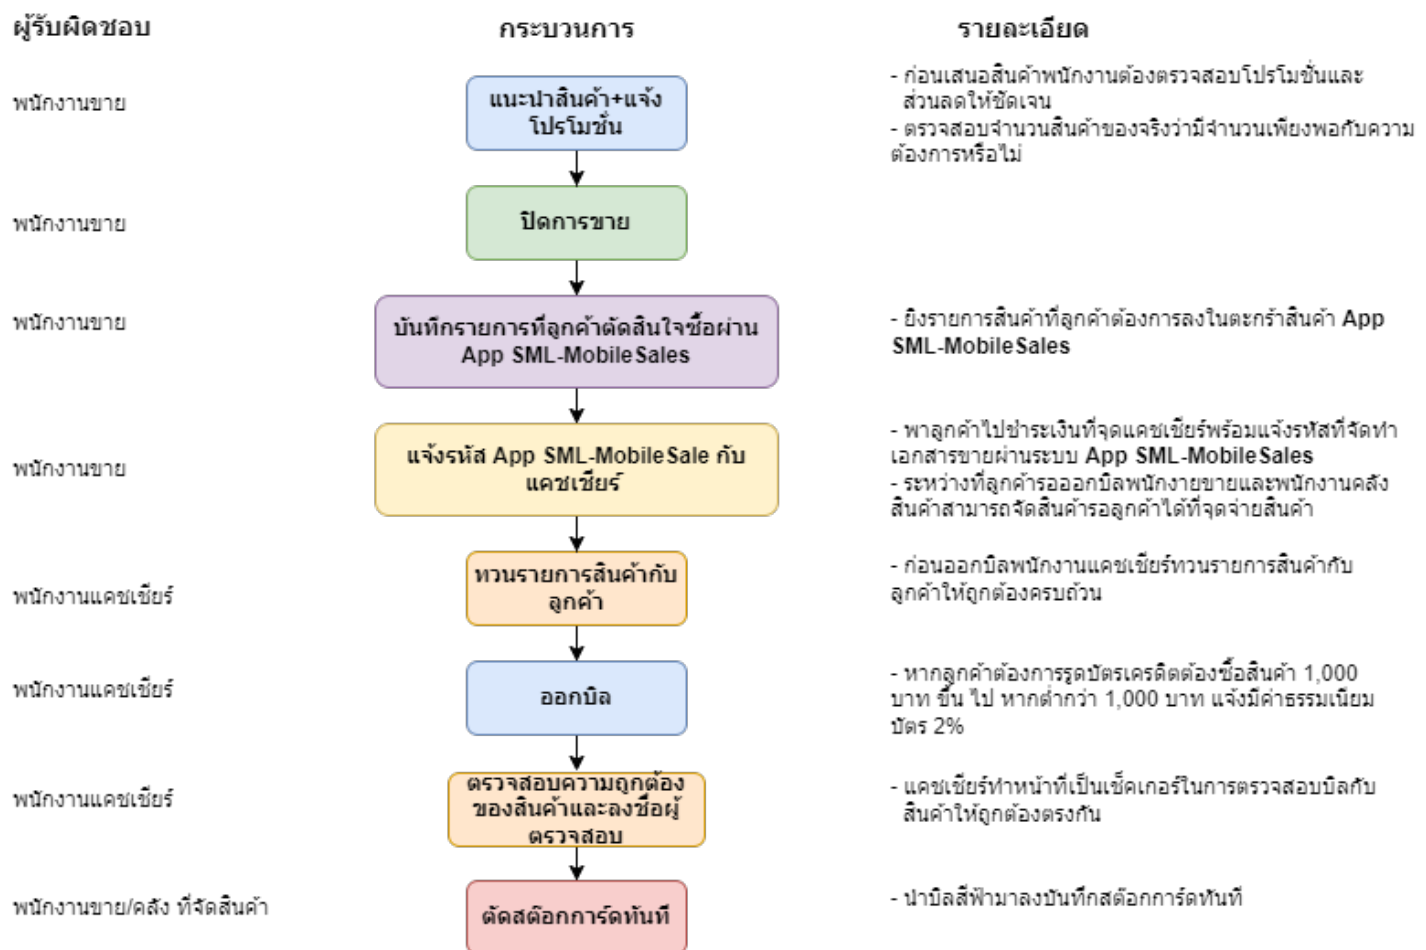 ผู้รับผิดชอบ
กระบวนการ
รายละเอียด
พนักงานขาย
แนะนำสินค้า+แจ้ง
โปรโมชั่น
- ก่อนเสนอสินค้าพนักงานต้องตรวจสอบโปรโมชั่นและ
ส่วนลดให้ชัดเจน
- ตรวจสอบจำนวนสินค้าของจริงว่ามีจำนวนเพียงพอกับความ
ต้องการหรือไม่
พนักงานขาย
ปิดการขาย
พนักงานขาย
บันทึกรายการที่ลูกค้าตัดสินใจซื้อผ่าน
App SML-MobileSales
- ยิงรายการสินค้าที่ลูกค้าต้องการลงในตะกร้าสินค้า App
SML-MobileSales
พนักงานขาย
แจ้งรหัส App SML-MobileSale กับ
แคชเชียร์
- พาลูกค้าไปชำระเงินที่จุดแคชเชียร์พร้อมแจ้งรหัสที่จัดทำ
เอกสารขายผ่านระบบ App SML-MobileSales
- ระหว่างที่ลูกค้ารอออกบิลพนักงายขายและพนักงานคลัง
สินค้าสามารถจัดสินค้ารอลูกค้าได้ที่จุดจ่ายสินค้า
พนักงานแคชเชียร์
ทวนรายการสินค้ากับ
ลูกค้า
- ก่อนออกบิลพนักงานแคชเชียร์ทวนรายการสินค้ากับ
ลูกค้าให้ถูกต้องครบถ้วน
พนักงานแคชเชียร์
ออกบิล
- หากลูกค้าต้องการรูดบัตรเครดิตต้องซื้อสินค้า 1,000
บาท ขึ้น ไป หากต่ำกว่า 1,000 บาท แจ้งมีค่าธรรมเนียม
บัตร 2%
พนักงานแคชเชียร์
ตรวจสอบความถูกต้อง
ของสินค้าและลงชื่อผู้
ตรวจสอบ
- แคชเชียร์ทำหน้าที่เป็นเช็คเกอร์ในการตรวจสอบบิลกับ
สินค้าให้ถูกต้องตรงกัน
พนักงานขาย/คลัง ที่จัดสินค้า
ตัดสต๊อกการ์ดทันที
- นำบิลสีฟ้ามาลงบันทึกสต๊อกการ์ดทันที